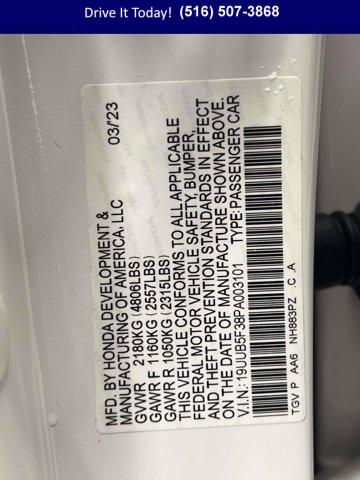 Drive It Today! (516) 507-3868
MFD. BY HONDA DEVELOPMENT &
MANUFACTURING OF AMERICA, LLC 03/23
GVWR 2180KG (4806LBS)
GAWR F 1160KG (2557LBS)
GAWR R 1050KG (2315LBS)
THIS VEHICLE CONFORMS TO ALL APPLICABLE
FEDERAL MOTOR VEHICLE SAFETY, BUMPER,
AND THEFT PREVENTION STANDARDS IN EFFECT
ON THE DATE OF MANUFACTURE SHOWN ABOVE.
V.I.N.: 19UUB5F38PA003101 TYPE: PASSENGER CAR
TGV P AA6 NH883PZ C A